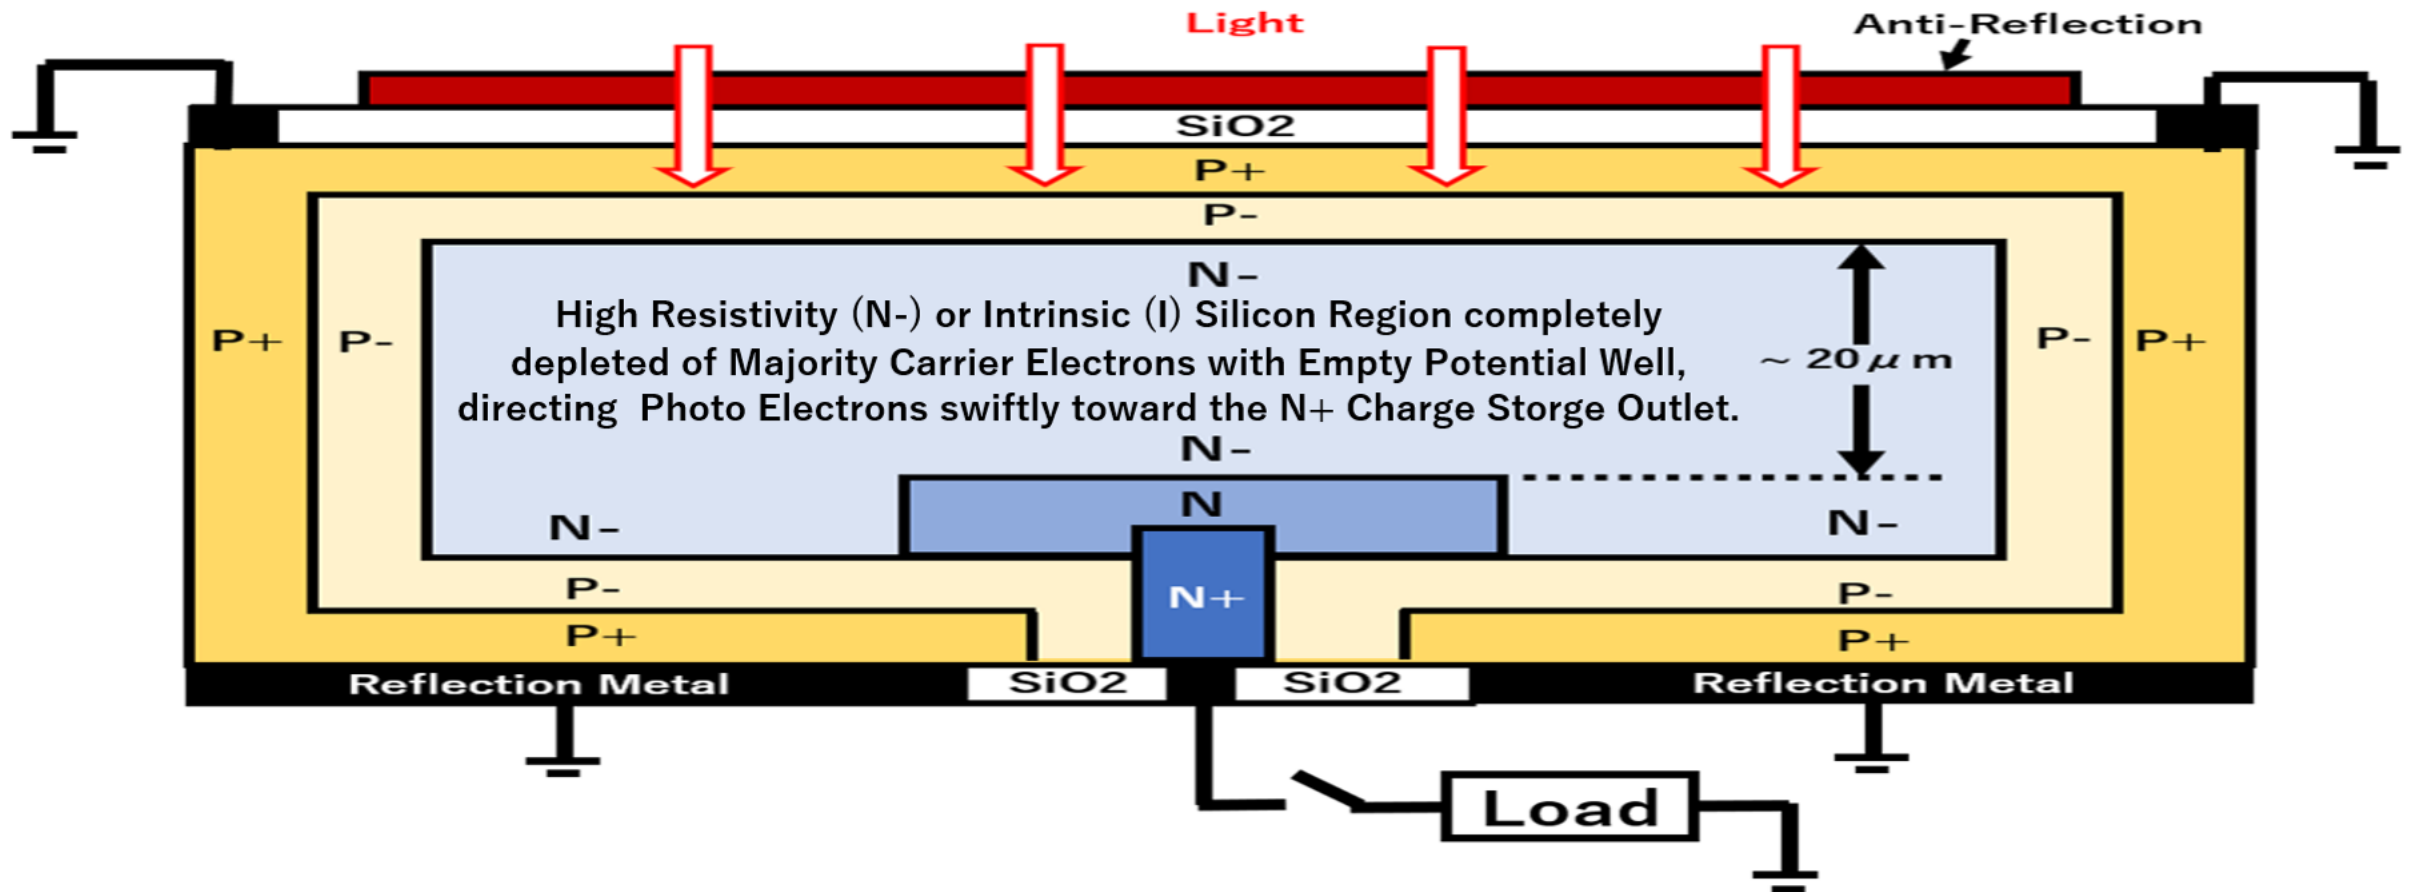 Light
Anti-Reflection
SiO2
P+
P-
N-
High Resistivity (N-) or Intrinsic (I) Silicon Region completely
depleted of Majority Carrier Electrons with Empty Potential Well,
directing Photo Electrons swiftly toward the N+ Charge Storge Outlet.
P+ P- ~ 20μm P- P+
N-
N
N- N-
P- N+ P-
P+ P+
Reflection Metal SiO2 SiO2 Reflection Metal
Load